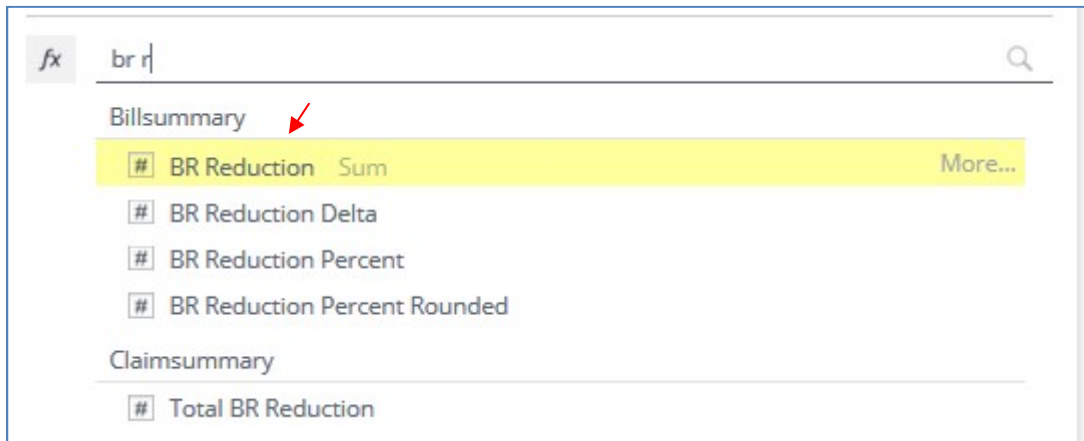 fx br r
Billsummary
# BR Reduction Sum More...
# BR Reduction Delta
# BR Reduction Percent
# BR Reduction Percent Rounded
Claimsummary
# Total BR Reduction